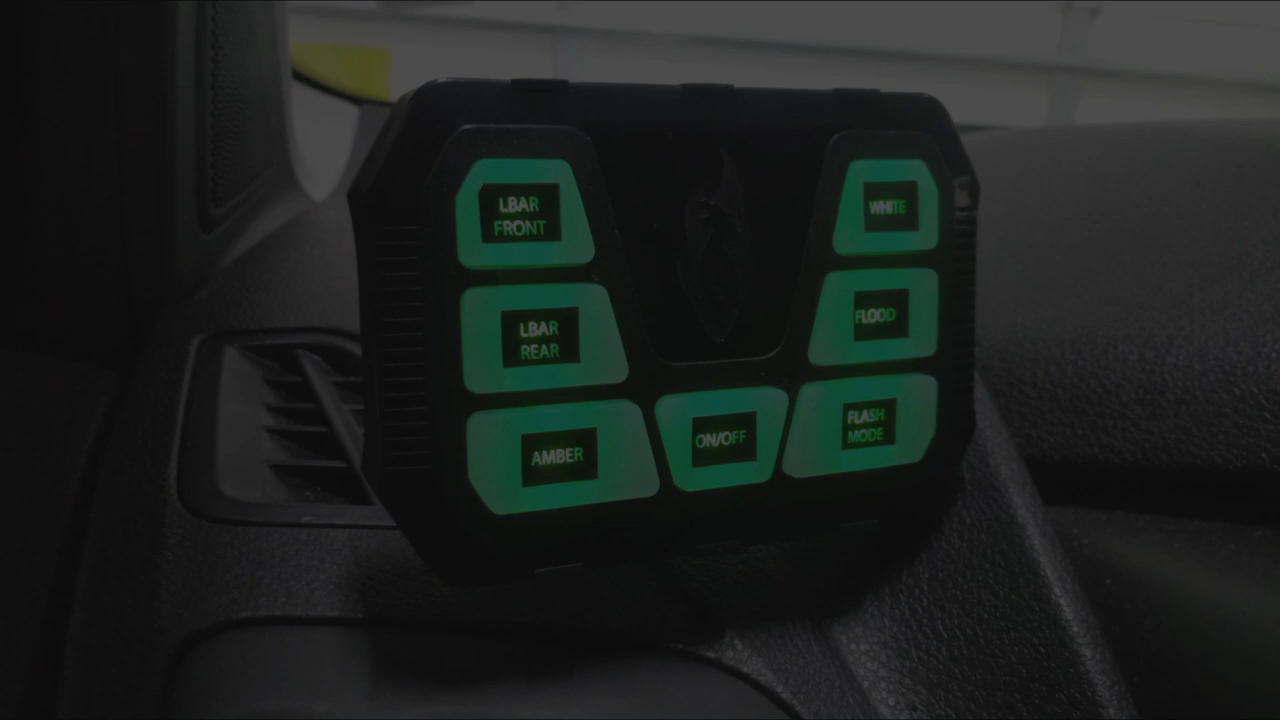 LBAR
FRONT
WHITE
LBAR
REAR
FLOOD
AMBER
ON/OFF
FLASH
MODE